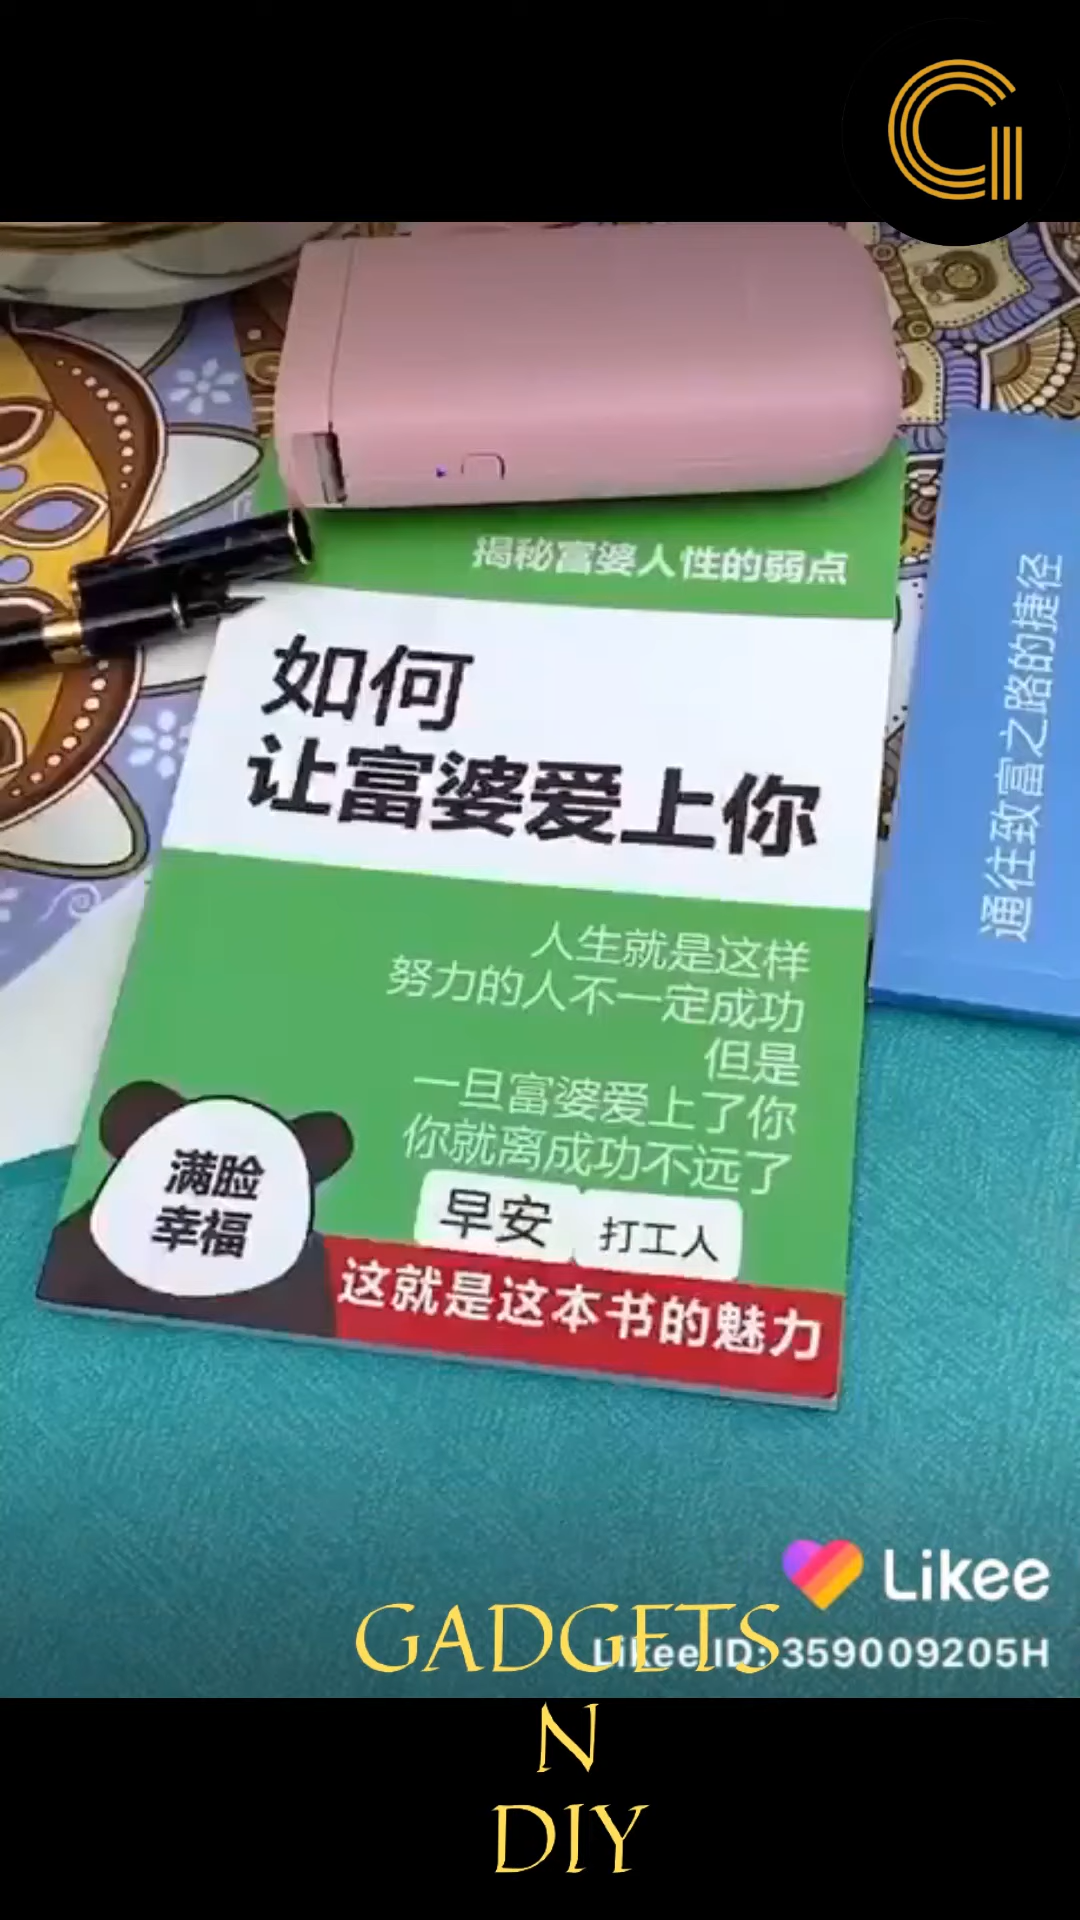 揭秘富婆人性的弱点
如何
让富婆爱上你
人生就是这样
努力的人不一定成功
但是
一旦富婆爱上了你
你就离成功不远了
早安 打工人
满脸
幸福
这就是这本书的魅力
通往致富之路的捷径
Likee
Likee ID: 359009205H
GADGETS
N
DIY